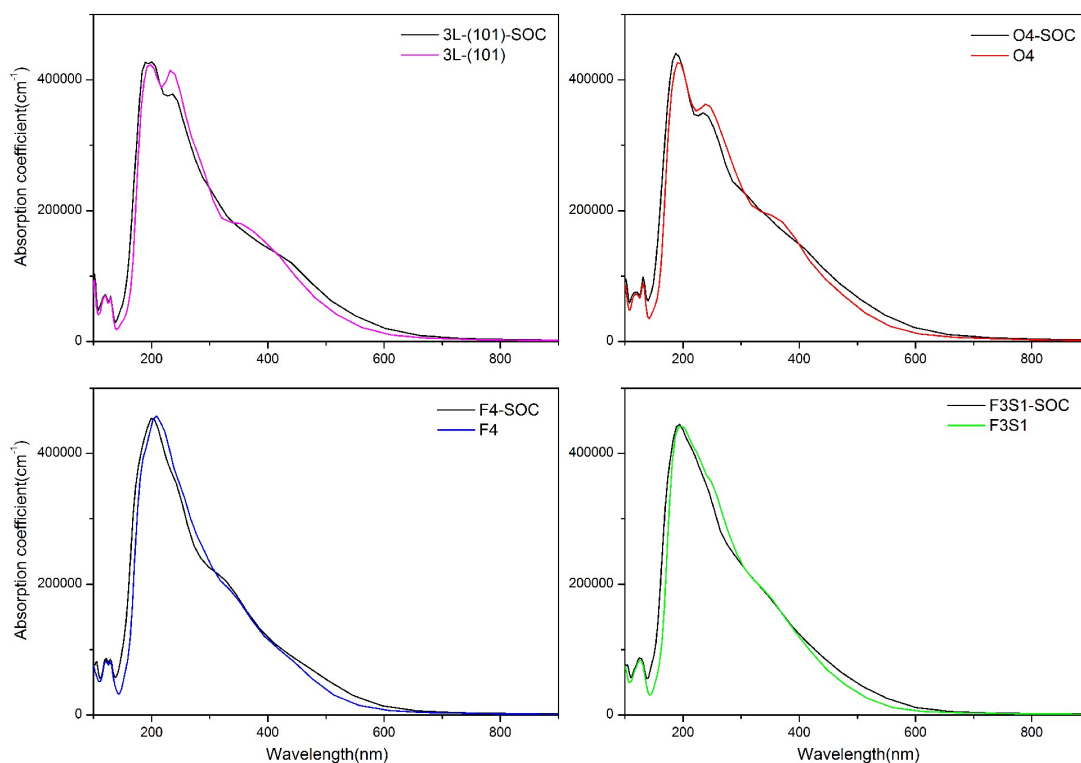 3L-(101)-SOC
3L-(101)
Absorption coefficient(cm⁻¹)
400000
200000
0
200
400
600
800
O4-SOC
O4
400000
200000
0
200
400
600
800
F4-SOC
F4
Absorption coefficient(cm⁻¹)
400000
200000
0
200
400
600
800
Wavelength(nm)
F3S1-SOC
F3S1
400000
200000
0
200
400
600
800
Wavelength(nm)